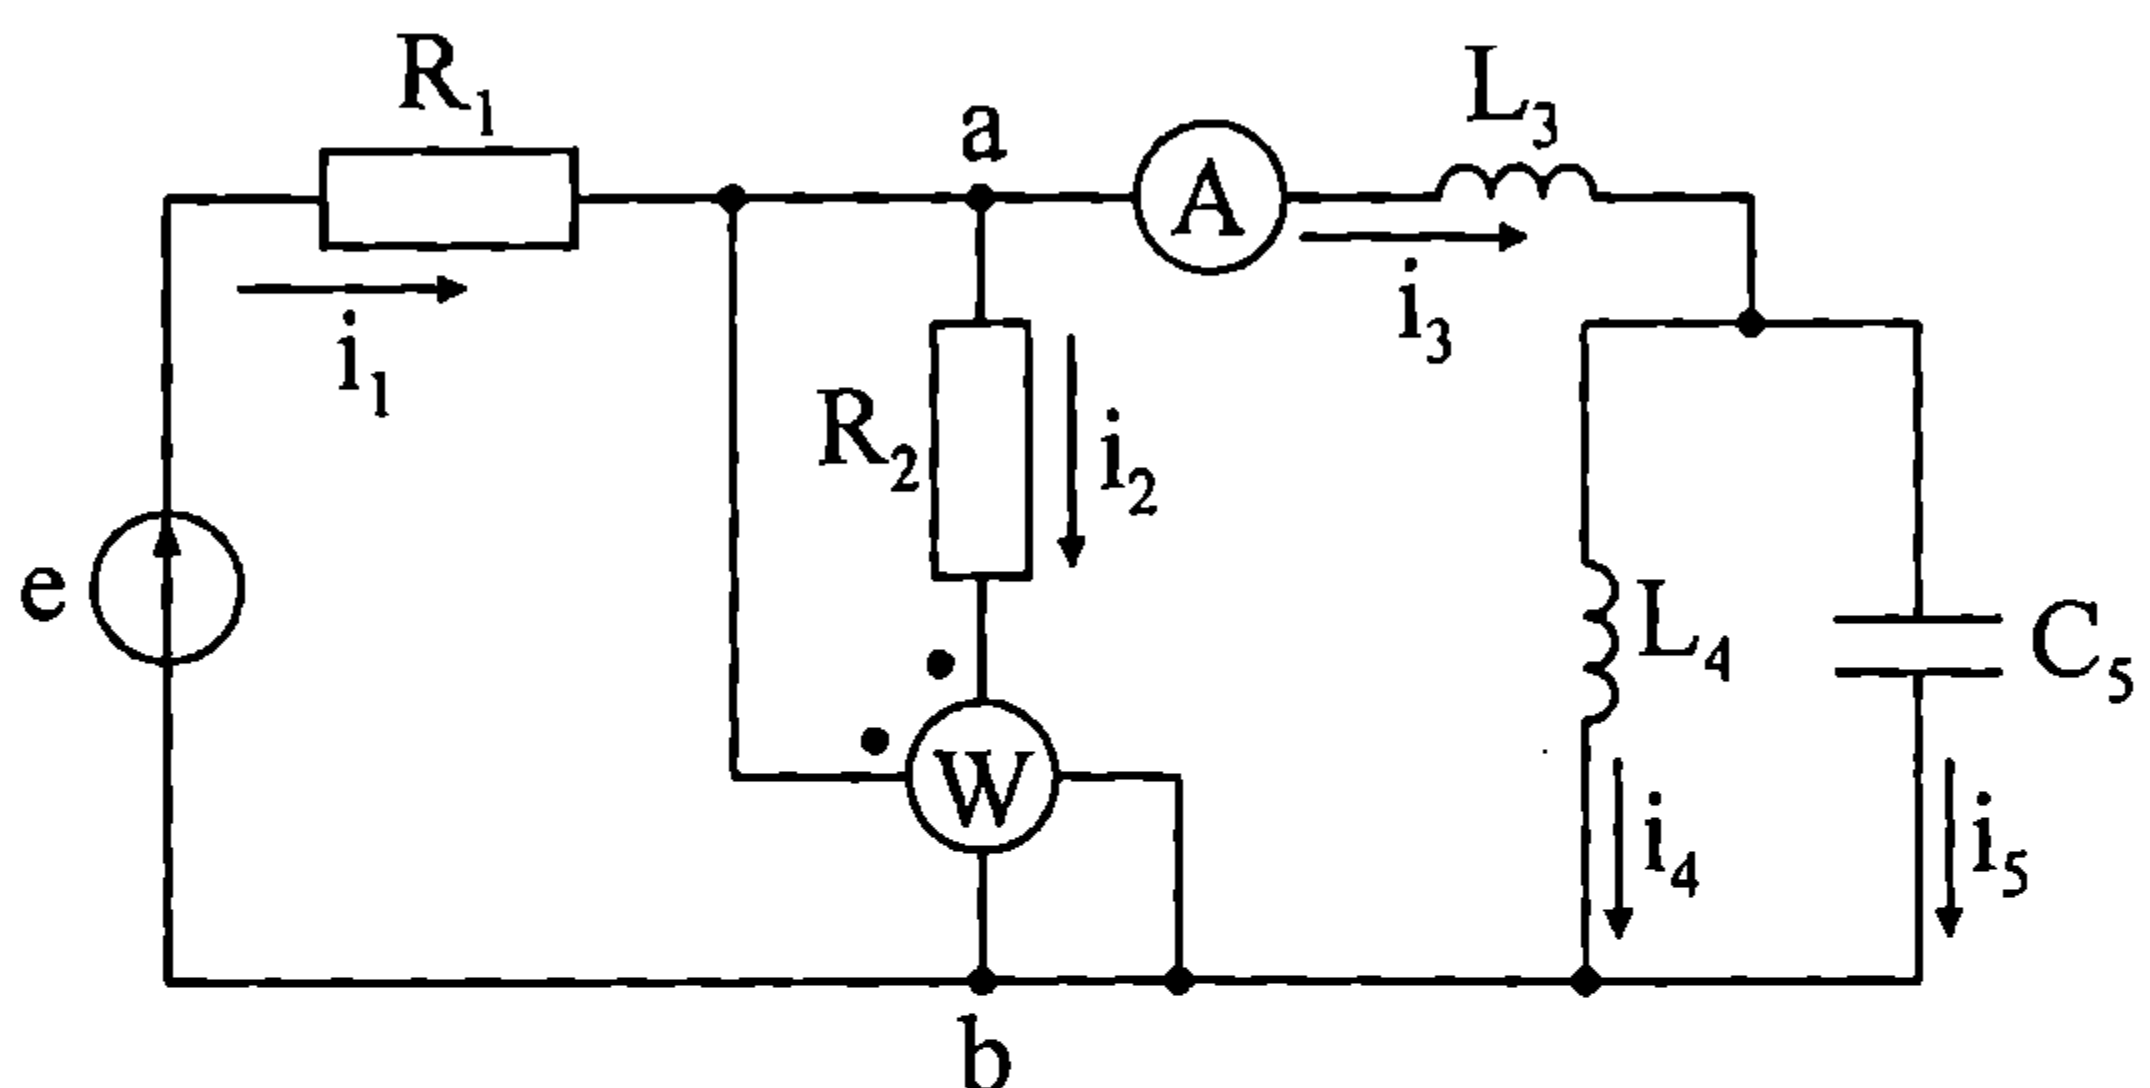 R₁
a
A
L₃
i₁
i₃
R₂
i₂
e
L₄
C₅
W
i₄
i₅
b